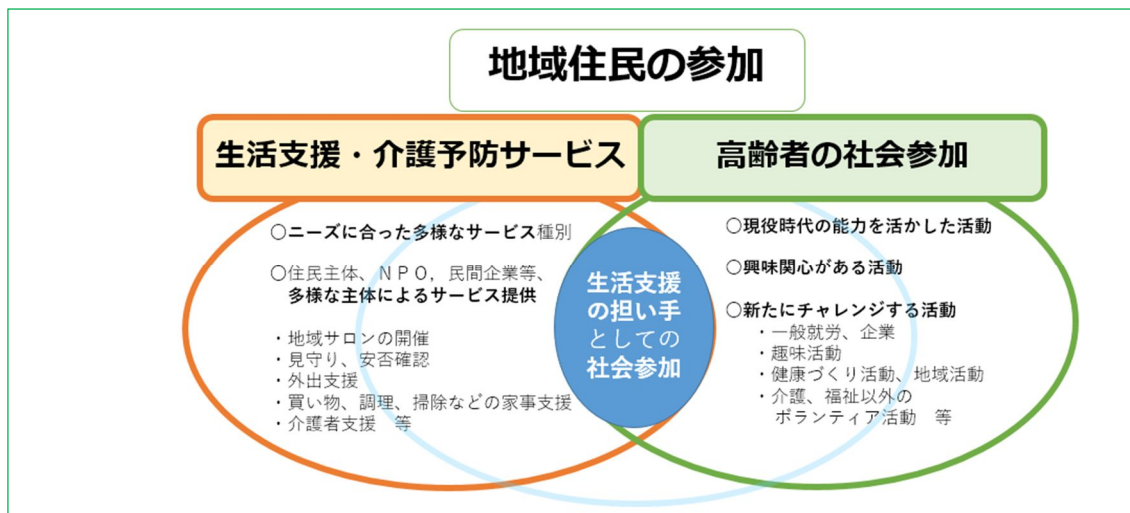 地域住民の参加
生活支援・介護予防サービス
高齢者の社会参加
○ニーズに合った多様なサービス種別
○住民主体、ＮＰＯ，民間企業等、
多様な主体によるサービス提供
・地域サロンの開催
・見守り、安否確認
・外出支援
・買い物、調理、掃除などの家事支援
・介護者支援　等
生活支援
の担い手
としての
社会参加
○現役時代の能力を活かした活動
○興味関心がある活動
○新たにチャレンジする活動
・一般就労、企業
・趣味活動
・健康づくり活動、地域活動
・介護、福祉以外の
ボランティア活動　等